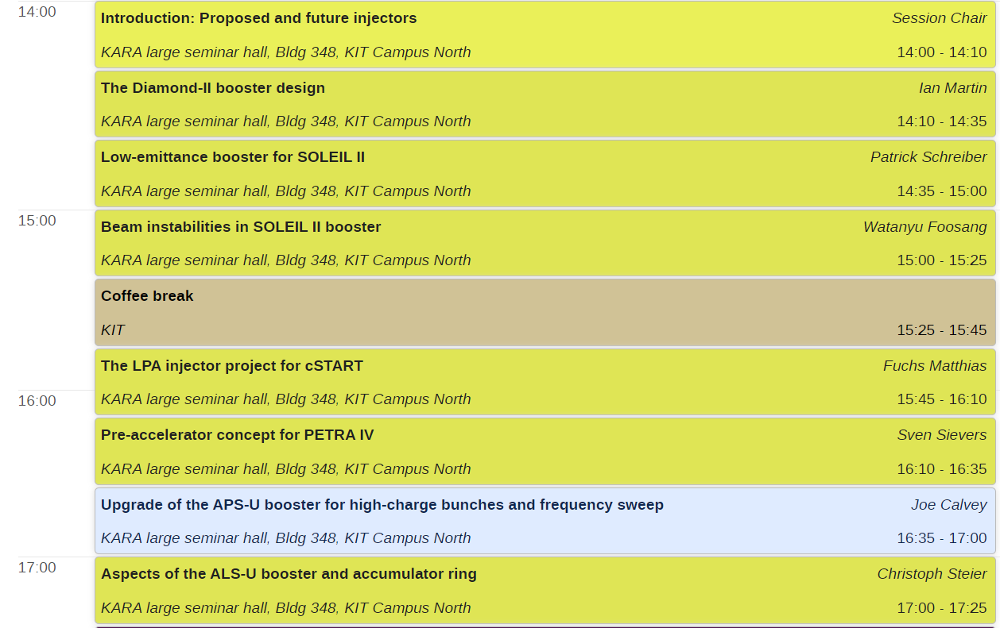 14:00
Introduction: Proposed and future injectors Session Chair
KARA large seminar hall, Bldg 348, KIT Campus North 14:00 - 14:10
The Diamond-II booster design Ian Martin
KARA large seminar hall, Bldg 348, KIT Campus North 14:10 - 14:35
Low-emittance booster for SOLEIL II Patrick Schreiber
KARA large seminar hall, Bldg 348, KIT Campus North 14:35 - 15:00
15:00
Beam instabilities in SOLEIL II booster Watanyu Foosang
KARA large seminar hall, Bldg 348, KIT Campus North 15:00 - 15:25
Coffee break
KIT 15:25 - 15:45
The LPA injector project for cSTART Fuchs Matthias
16:00
KARA large seminar hall, Bldg 348, KIT Campus North 15:45 - 16:10
Pre-accelerator concept for PETRA IV Sven Sievers
KARA large seminar hall, Bldg 348, KIT Campus North 16:10 - 16:35
Upgrade of the APS-U booster for high-charge bunches and frequency sweep Joe Calvey
KARA large seminar hall, Bldg 348, KIT Campus North 16:35 - 17:00
17:00
Aspects of the ALS-U booster and accumulator ring Christoph Steier
KARA large seminar hall, Bldg 348, KIT Campus North 17:00 - 17:25